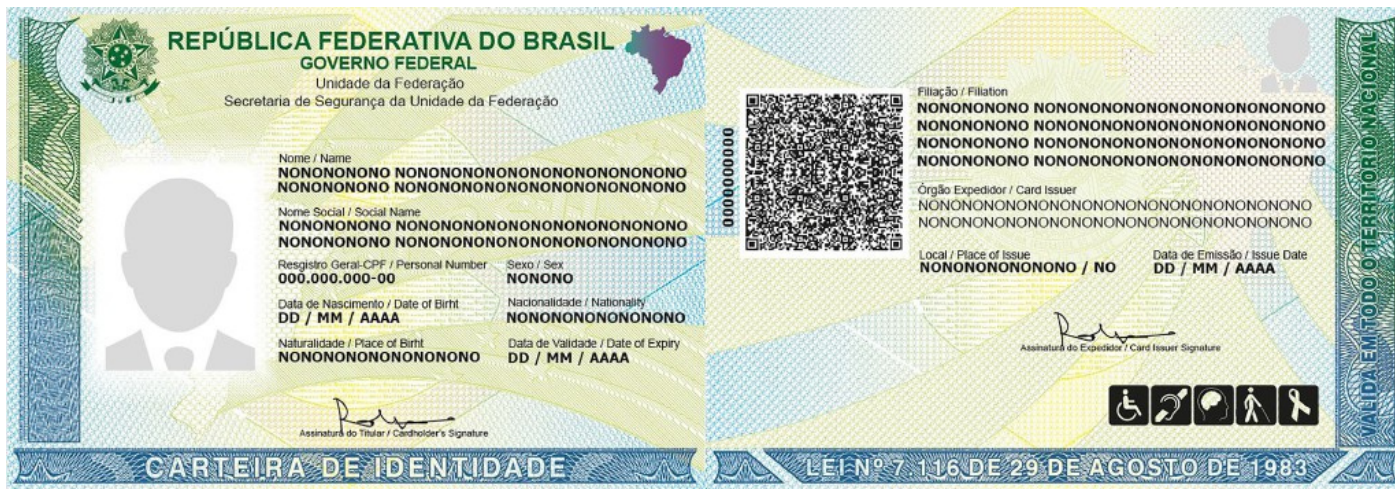 REPÚBLICA FEDERATIVA DO BRASIL
GOVERNO FEDERAL
Unidade da Federação
Secretaria de Segurança da Unidade da Federação
Nome / Name
NONONONONO NONONONONONONONONONONONONO
NONONONONO NONONONONONONONONONONONONO
Nome Social / Social Name
NONONONONO NONONONONONONONONONONONONO
NONONONONO NONONONONONONONONONONONONO
Resgistro Geral-CPF / Personal Number Sexo / Sex
000.000.000-00 NONONO
Data de Nascimento / Date of Birht Nacionalidade / Nationality
DD / MM / AAAA NONONONONONONONO
Naturalidade / Place of Birht Data de Validade / Date of Expiry
NONONONONONONONONO DD / MM / AAAA
Assinatura do Titular / Cardholder's Signature
CARTEIRA DE IDENTIDADE
0000000000
Filiação / Filiation
NONONONONO NONONONONONONONONONONONONO
NONONONONO NONONONONONONONONONONONONO
NONONONONO NONONONONONONONONONONONONO
NONONONONO NONONONONONONONONONONONONO
Órgão Expedidor / Card Issuer
NONONONONONONONONONONONONONONONONONO
NONONONONONONONONONONONONONONONONONO
Local / Place of Issue Data de Emissão / Issue Date
NONONONONONONO / NO DD / MM / AAAA
Assinatura do Expedidor / Card Issuer Signature
LEI Nº 7.116 DE 29 DE AGOSTO DE 1983
VALIDA EM TODO O TERRITORIO NACIONAL